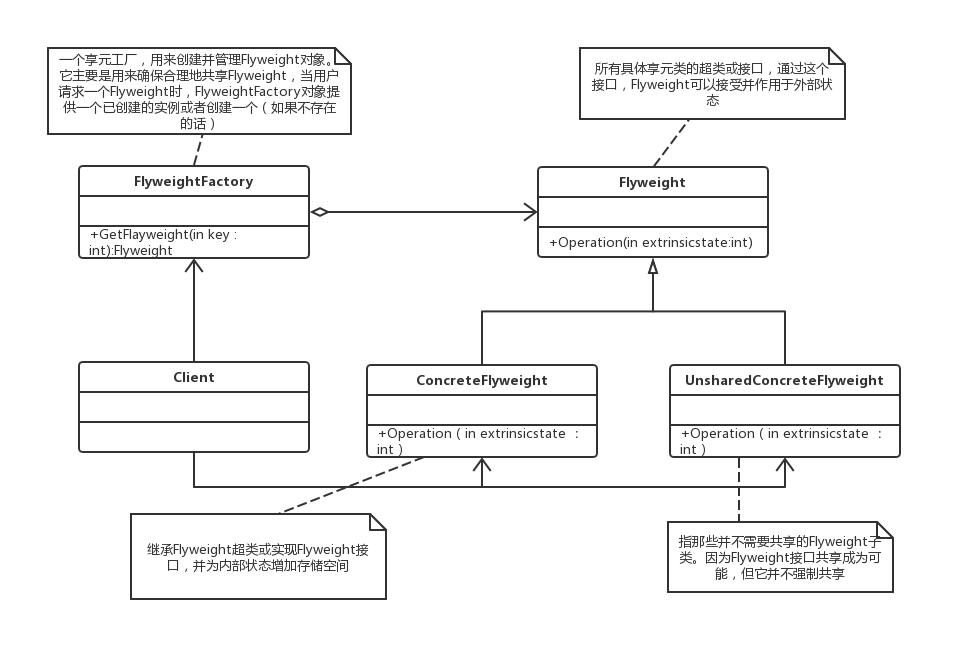 一个享元工厂，用来创建并管理Flyweight对象。
它主要是用来确保合理地共享Flyweight，当用户
请求一个Flyweight时，FlyweightFactory对象提
供一个已创建的实例或者创建一个（如果不存在
的话）
所有具体享元类的超类或接口，通过这个
接口，Flyweight可以接受并作用于外部状
态
FlyweightFactory
+GetFlayweight(in key :
int):Flyweight
Flyweight
+Operation(in extrinsicstate:int)
Client
ConcreteFlyweight
+Operation（in extrinsicstate ：
int）
UnsharedConcreteFlyweight
+Operation（in extrinsicstate ：
int）
继承Flyweight超类或实现Flyweight接
口，并为内部状态增加存储空间
指那些并不需要共享的Flyweight子
类。因为Flyweight接口共享成为可
能，但它并不强制共享